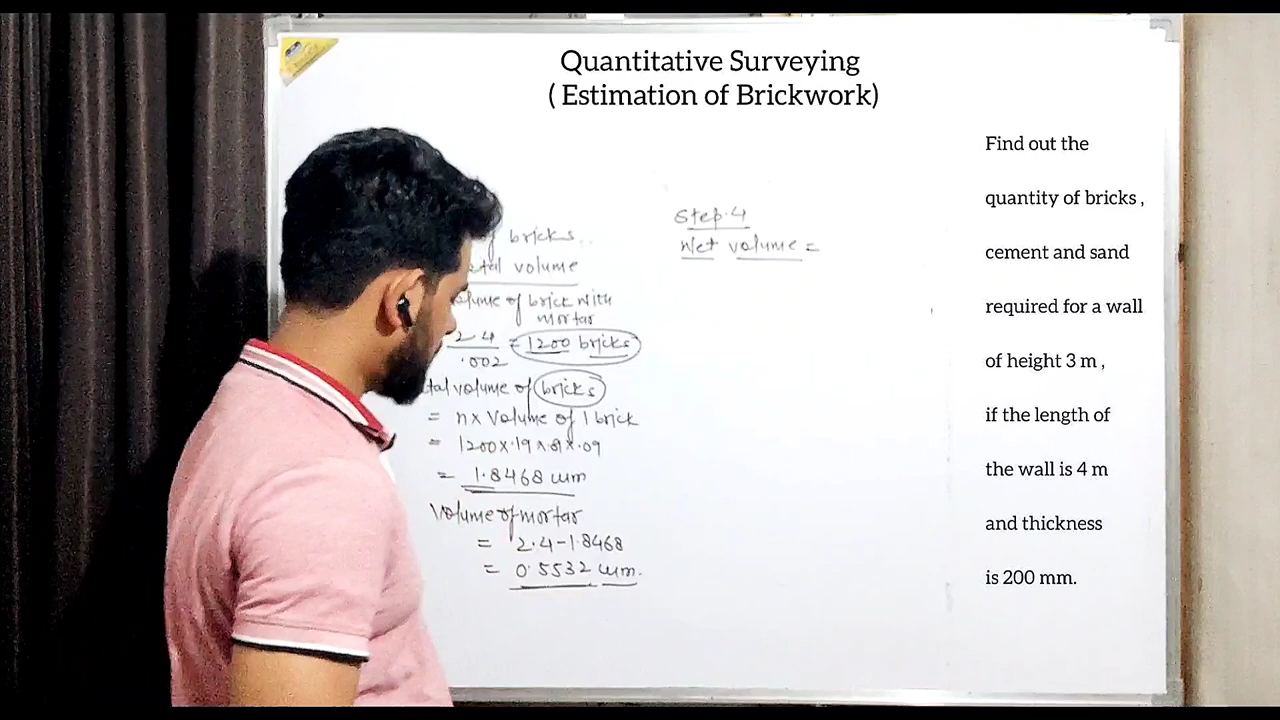 Quantitative Surveying
( Estimation of Brickwork)
bricks
volume
of brick with
mortar
2.4
.002
= 1200 bricks
volume of bricks
= n x Volume of 1 brick
= 1200x.19
x.09
= 1.8468 cum
Volume of mortar
= 2.4-1.8468
= 0.5532 cum.
Step.4
Wet volume =
Find out the
quantity of bricks ,
cement and sand
required for a wall
of height 3 m ,
if the length of
the wall is 4 m
and thickness
is 200 mm.